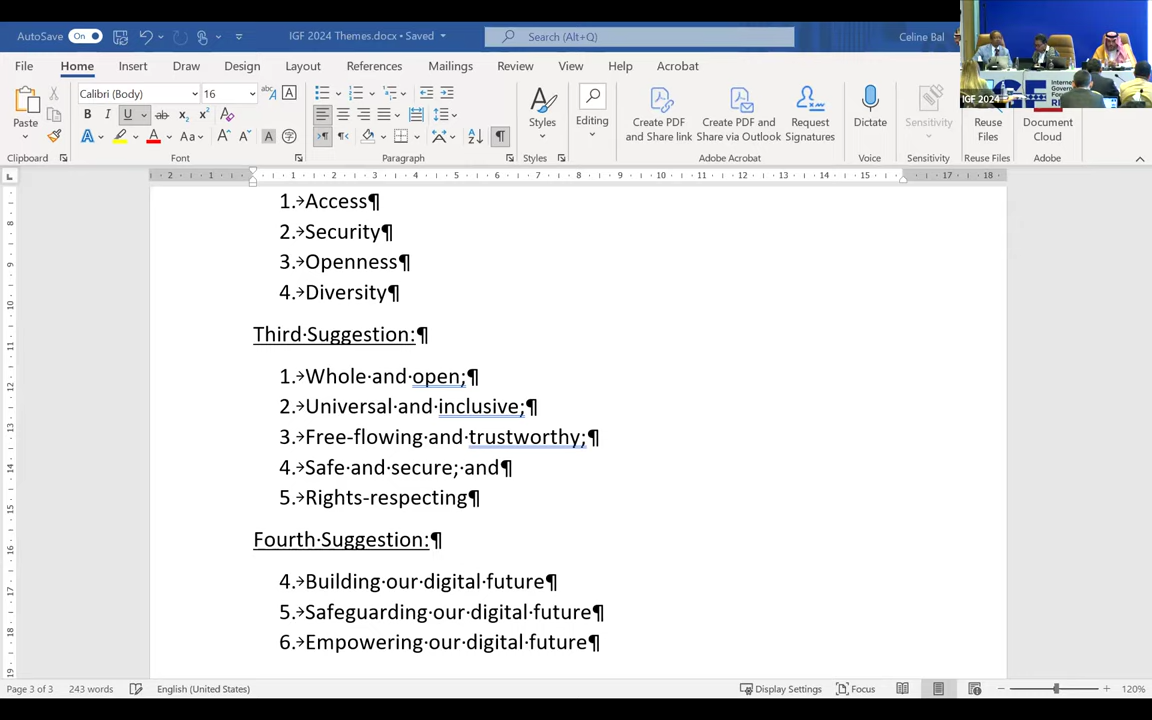 AutoSave On IGF 2024 Themes.docx • Saved Search (Alt+Q) Celine Bal
File Home Insert Draw Design Layout References Mailings Review View Help Acrobat
Calibri (Body) 16
Paste
Styles
Editing
Create PDF and Share link
Create PDF and Share via Outlook
Request Signatures
Dictate
Sensitivity
Reuse Files
Document Cloud
Clipboard Font Paragraph Styles Adobe Acrobat Voice Sensitivity Reuse Files Adobe
IGF 2024
1.→Access¶
2.→Security¶
3.→Openness¶
4.→Diversity¶
Third·Suggestion:¶
1.→Whole·and·open;¶
2.→Universal·and·inclusive;¶
3.→Free-flowing·and·trustworthy;¶
4.→Safe·and·secure;·and¶
5.→Rights-respecting¶
Fourth·Suggestion:¶
4.→Building·our·digital·future¶
5.→Safeguarding·our·digital·future¶
6.→Empowering·our·digital·future¶
Page 3 of 3 243 words English (United States) Display Settings Focus 120%